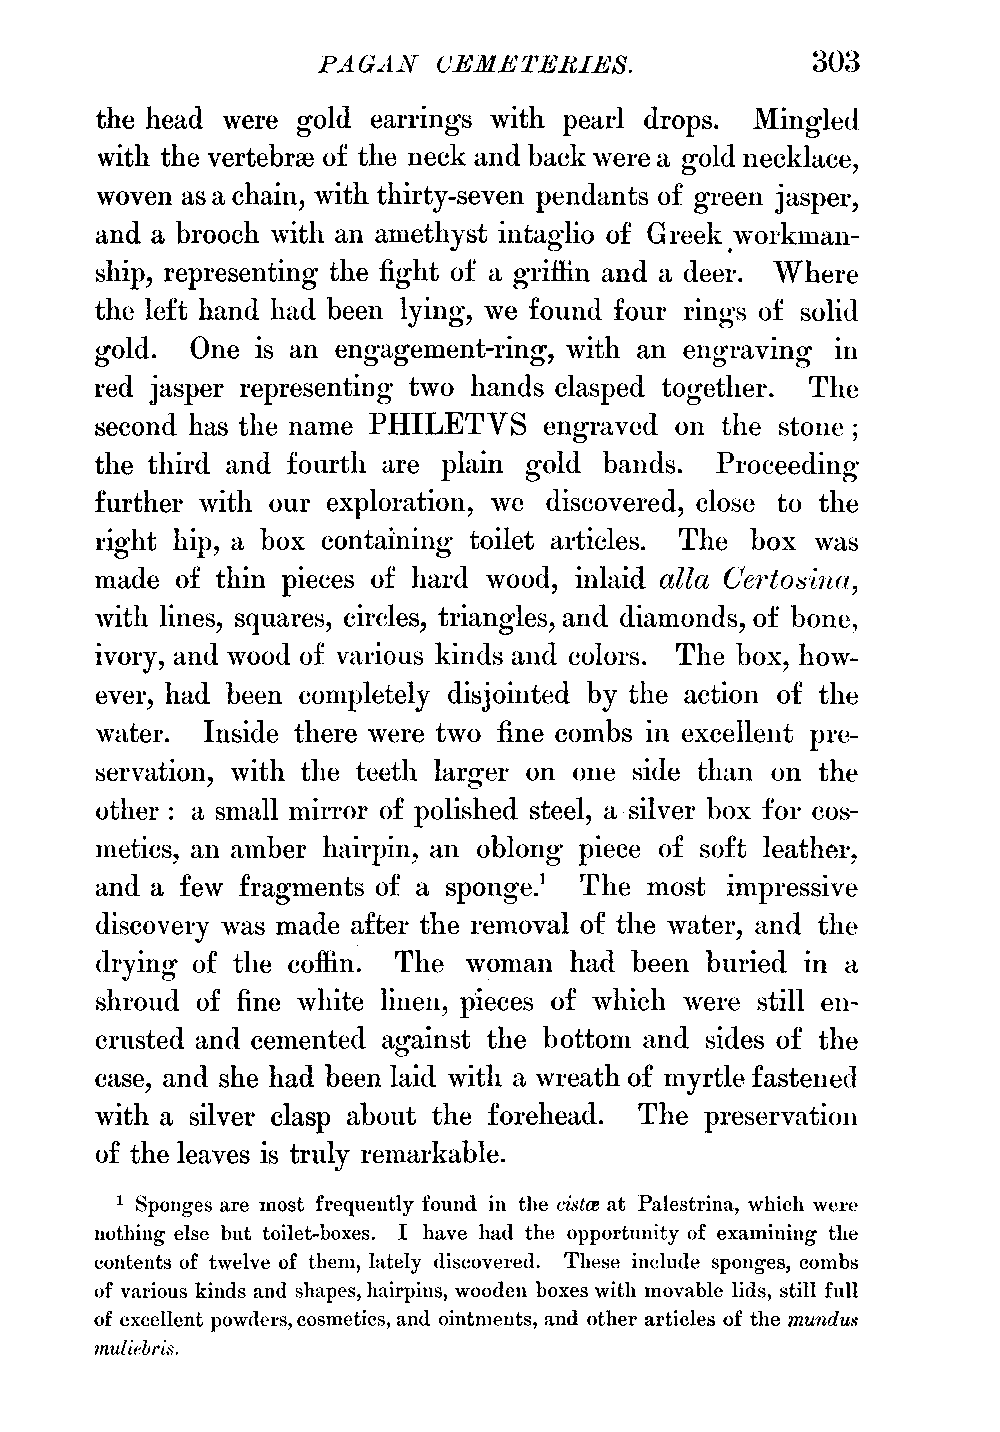 PAGAN CEMETERIES. 303
the head were gold earrings with pearl drops. Mingled
with the vertebræ of the neck and back were a gold necklace,
woven as a chain, with thirty-seven pendants of green jasper,
and a brooch with an amethyst intaglio of Greek workman-
ship, representing the fight of a griffin and a deer. Where
the left hand had been lying, we found four rings of solid
gold. One is an engagement-ring, with an engraving in
red jasper representing two hands clasped together. The
second has the name PHILETVS engraved on the stone ;
the third and fourth are plain gold bands. Proceeding
further with our exploration, we discovered, close to the
right hip, a box containing toilet articles. The box was
made of thin pieces of hard wood, inlaid alla Certosina,
with lines, squares, circles, triangles, and diamonds, of bone,
ivory, and wood of various kinds and colors. The box, how-
ever, had been completely disjointed by the action of the
water. Inside there were two fine combs in excellent pre-
servation, with the teeth larger on one side than on the
other : a small mirror of polished steel, a silver box for cos-
metics, an amber hairpin, an oblong piece of soft leather,
and a few fragments of a sponge.¹ The most impressive
discovery was made after the removal of the water, and the
drying of the coffin. The woman had been buried in a
shroud of fine white linen, pieces of which were still en-
crusted and cemented against the bottom and sides of the
case, and she had been laid with a wreath of myrtle fastened
with a silver clasp about the forehead. The preservation
of the leaves is truly remarkable.
¹ Sponges are most frequently found in the cistæ at Palestrina, which were
nothing else but toilet-boxes. I have had the opportunity of examining the
contents of twelve of them, lately discovered. These include sponges, combs
of various kinds and shapes, hairpins, wooden boxes with movable lids, still full
of excellent powders, cosmetics, and ointments, and other articles of the mundus
muliebris.